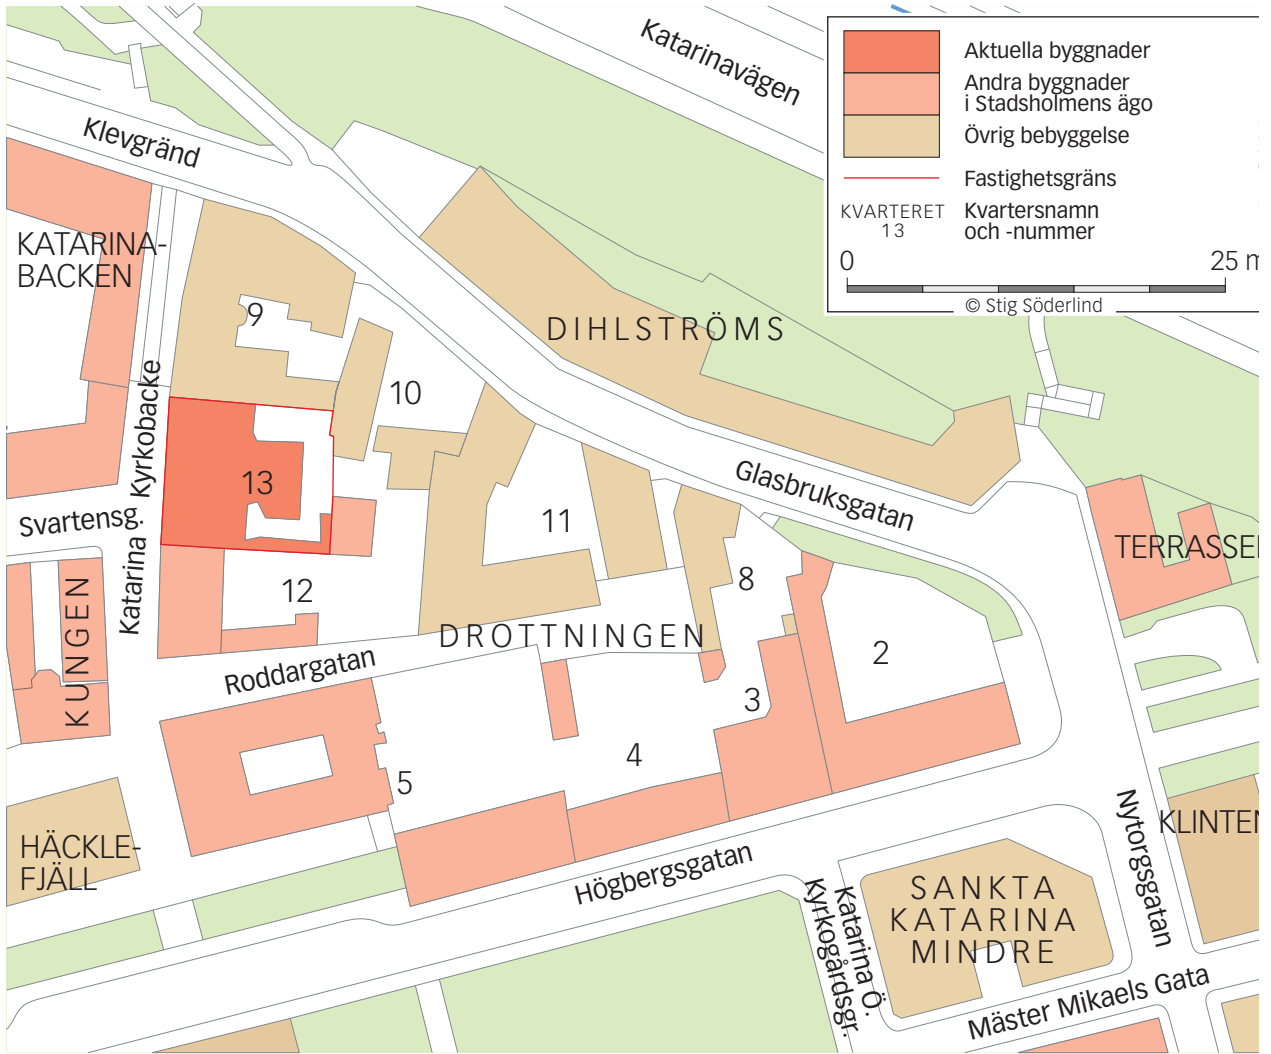 Katarinavägen
Aktuella byggnader
Andra byggnader
i Stadsholmens ägo
Övrig bebyggelse
Fastighetsgräns
KVARTERET
13
Kvartersnamn
och -nummer
0
25 m
© Stig Söderlind
Klevgränd
KATARINA-
BACKEN
9
DIHLSTRÖMS
10
Katarina Kyrkobacke
13
Svartensg.
Glasbruksgatan
11
TERRASSE
8
12
KUNGEN
DROTTNINGEN
2
Roddargatan
3
4
5
Nytorgsgatan
KLINTEN
HÄCKLE-
FJÄLL
Högbergsgatan
Katarina Ö.
Kyrkogårdsgr.
SANKTA
KATARINA
MINDRE
Mäster Mikaels Gata